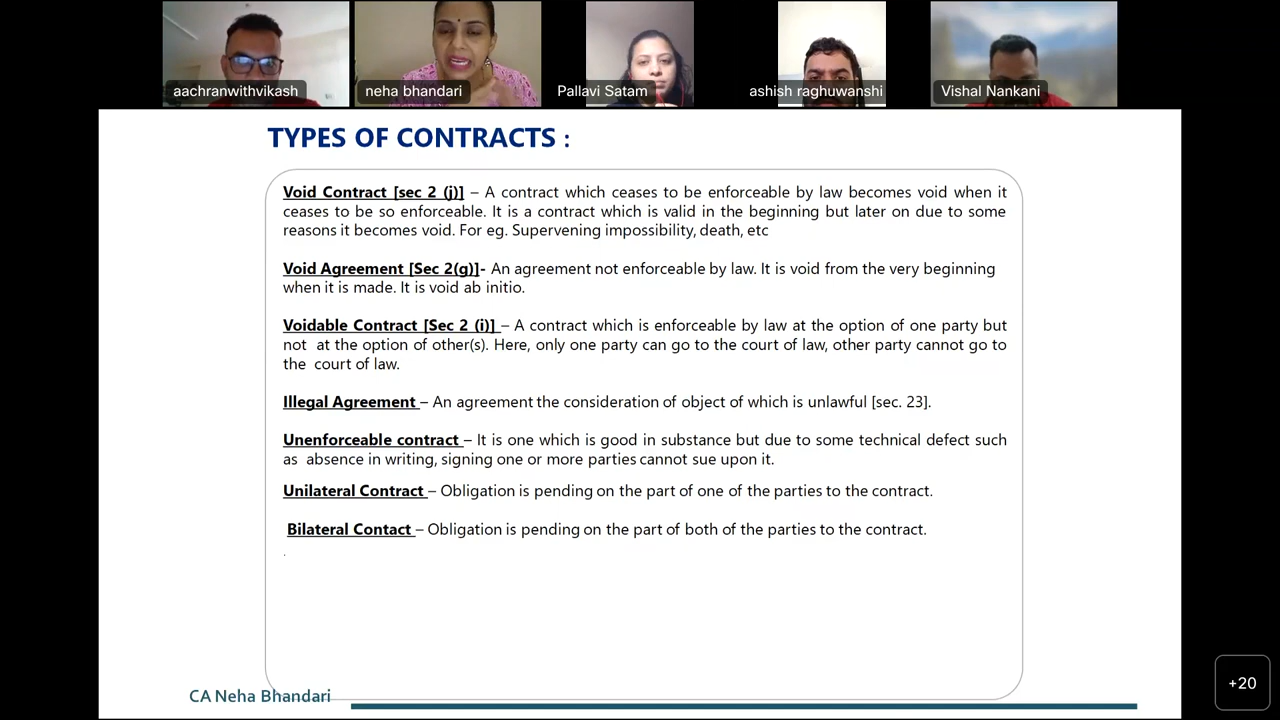 aachranwithvikash
neha bhandari
Pallavi Satam
ashish raghuwanshi
Vishal Nankani
TYPES OF CONTRACTS :
Void Contract [sec 2 (j)] – A contract which ceases to be enforceable by law becomes void when it
ceases to be so enforceable. It is a contract which is valid in the beginning but later on due to some
reasons it becomes void. For eg. Supervening impossibility, death, etc
Void Agreement [Sec 2(g)]- An agreement not enforceable by law. It is void from the very beginning
when it is made. It is void ab initio.
Voidable Contract [Sec 2 (i)] – A contract which is enforceable by law at the option of one party but
not at the option of other(s). Here, only one party can go to the court of law, other party cannot go to
the court of law.
Illegal Agreement – An agreement the consideration of object of which is unlawful [sec. 23].
Unenforceable contract – It is one which is good in substance but due to some technical defect such
as absence in writing, signing one or more parties cannot sue upon it.
Unilateral Contract – Obligation is pending on the part of one of the parties to the contract.
Bilateral Contact – Obligation is pending on the part of both of the parties to the contract.
.
CA Neha Bhandari
+20